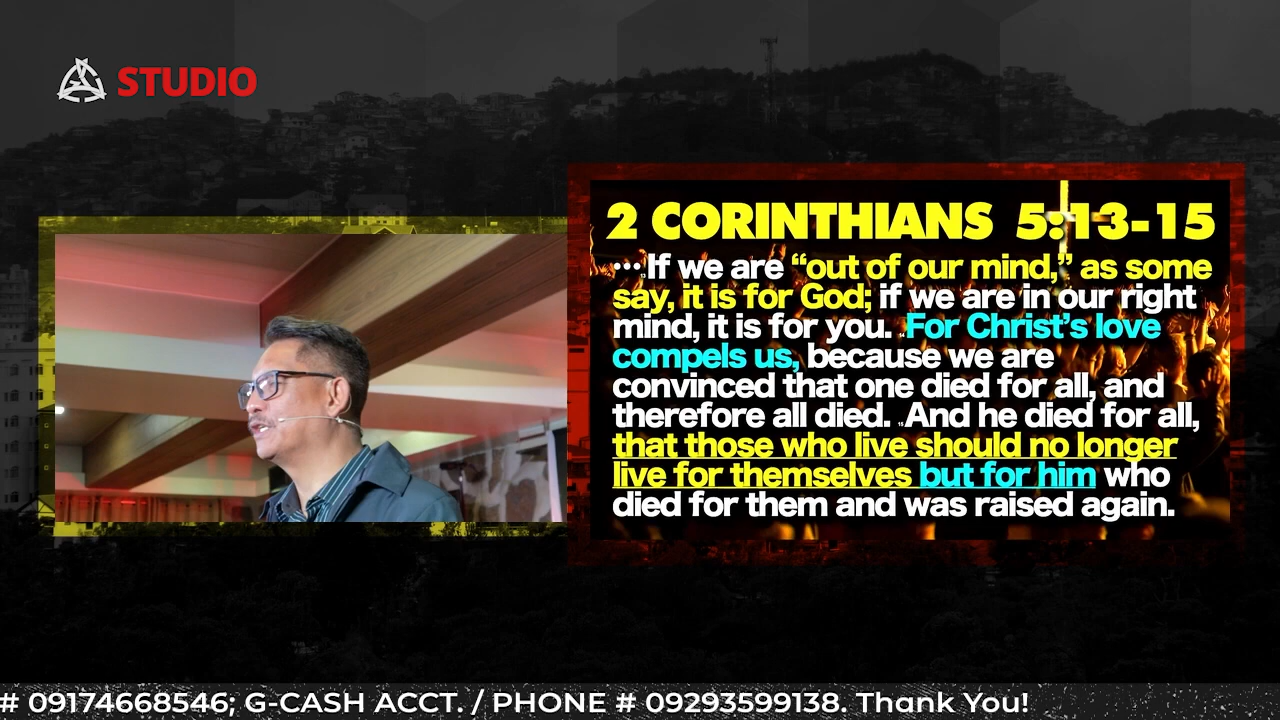 STUDIO
2 CORINTHIANS 5:13-15
...If we are “out of our mind,” as some
say, it is for God; if we are in our right
mind, it is for you. 14 For Christ’s love
compels us, because we are
convinced that one died for all, and
therefore all died. 15 And he died for all,
that those who live should no longer
live for themselves but for him who
died for them and was raised again.
# 09174668546; G-CASH ACCT. / PHONE # 09293599138. Thank You!